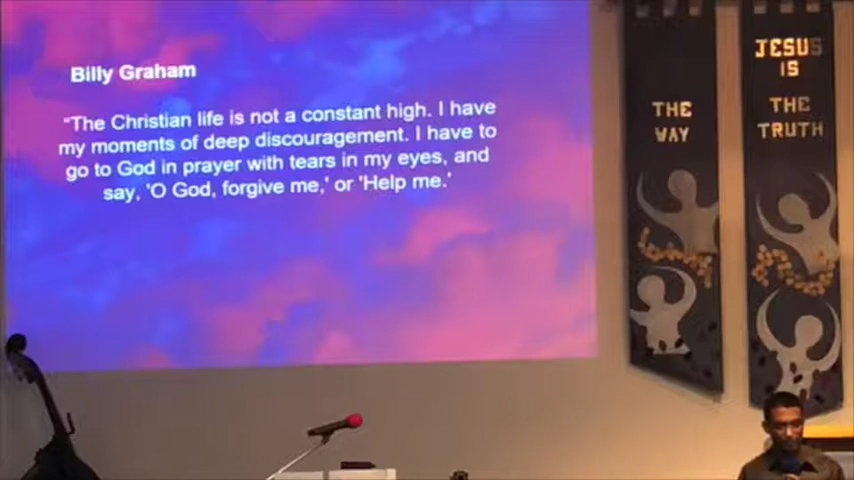 Billy Graham
"The Christian life is not a constant high. I have
my moments of deep discouragement. I have to
go to God in prayer with tears in my eyes, and
say, 'O God, forgive me,' or 'Help me.'
THE
WAY
JESUS
IS
THE
TRUTH